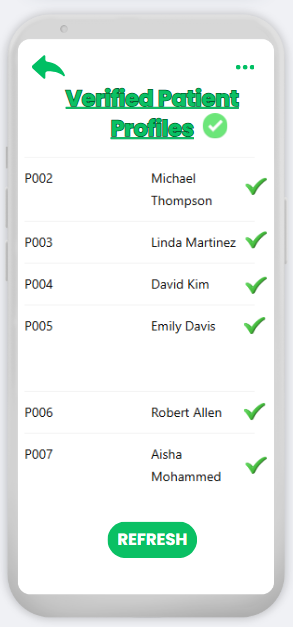 Verified Patient
Profiles
P002 Michael
Thompson
P003 Linda Martinez
P004 David Kim
P005 Emily Davis
P006 Robert Allen
P007 Aisha
Mohammed
REFRESH